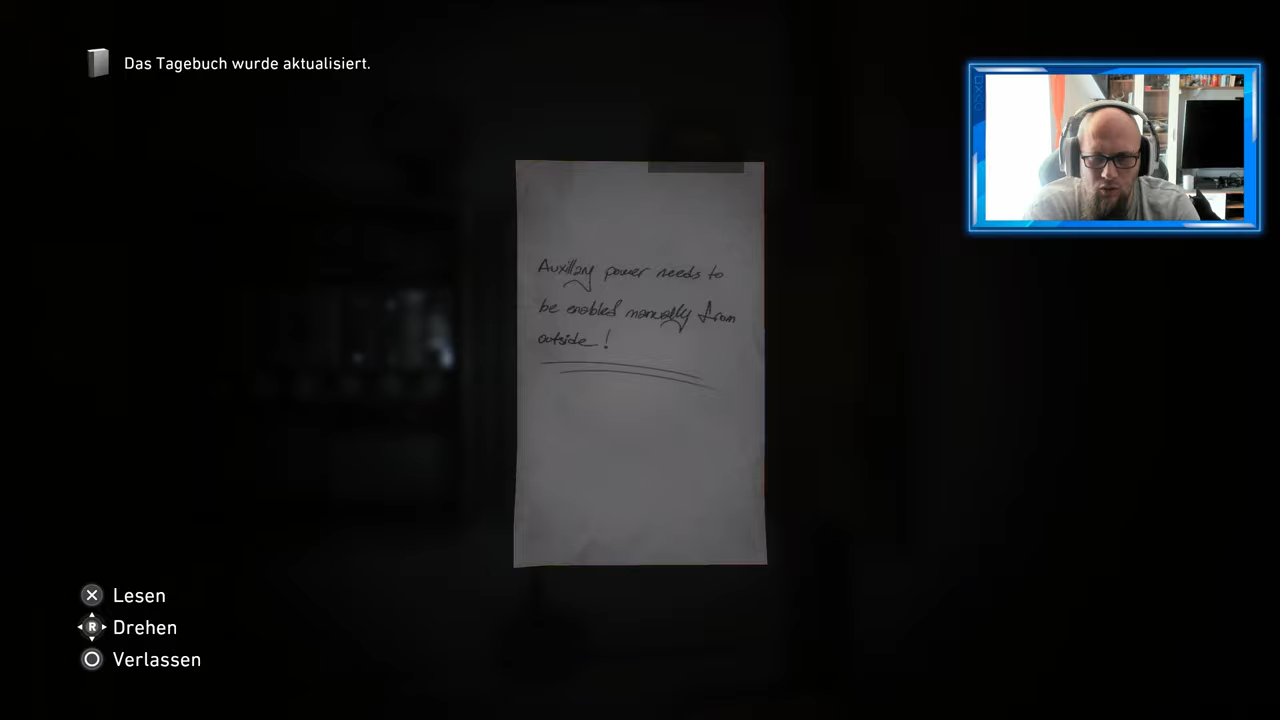 Das Tagebuch wurde aktualisiert.
Auxillary power needs to
be enabled manually from
outside!
Lesen
R Drehen
Verlassen